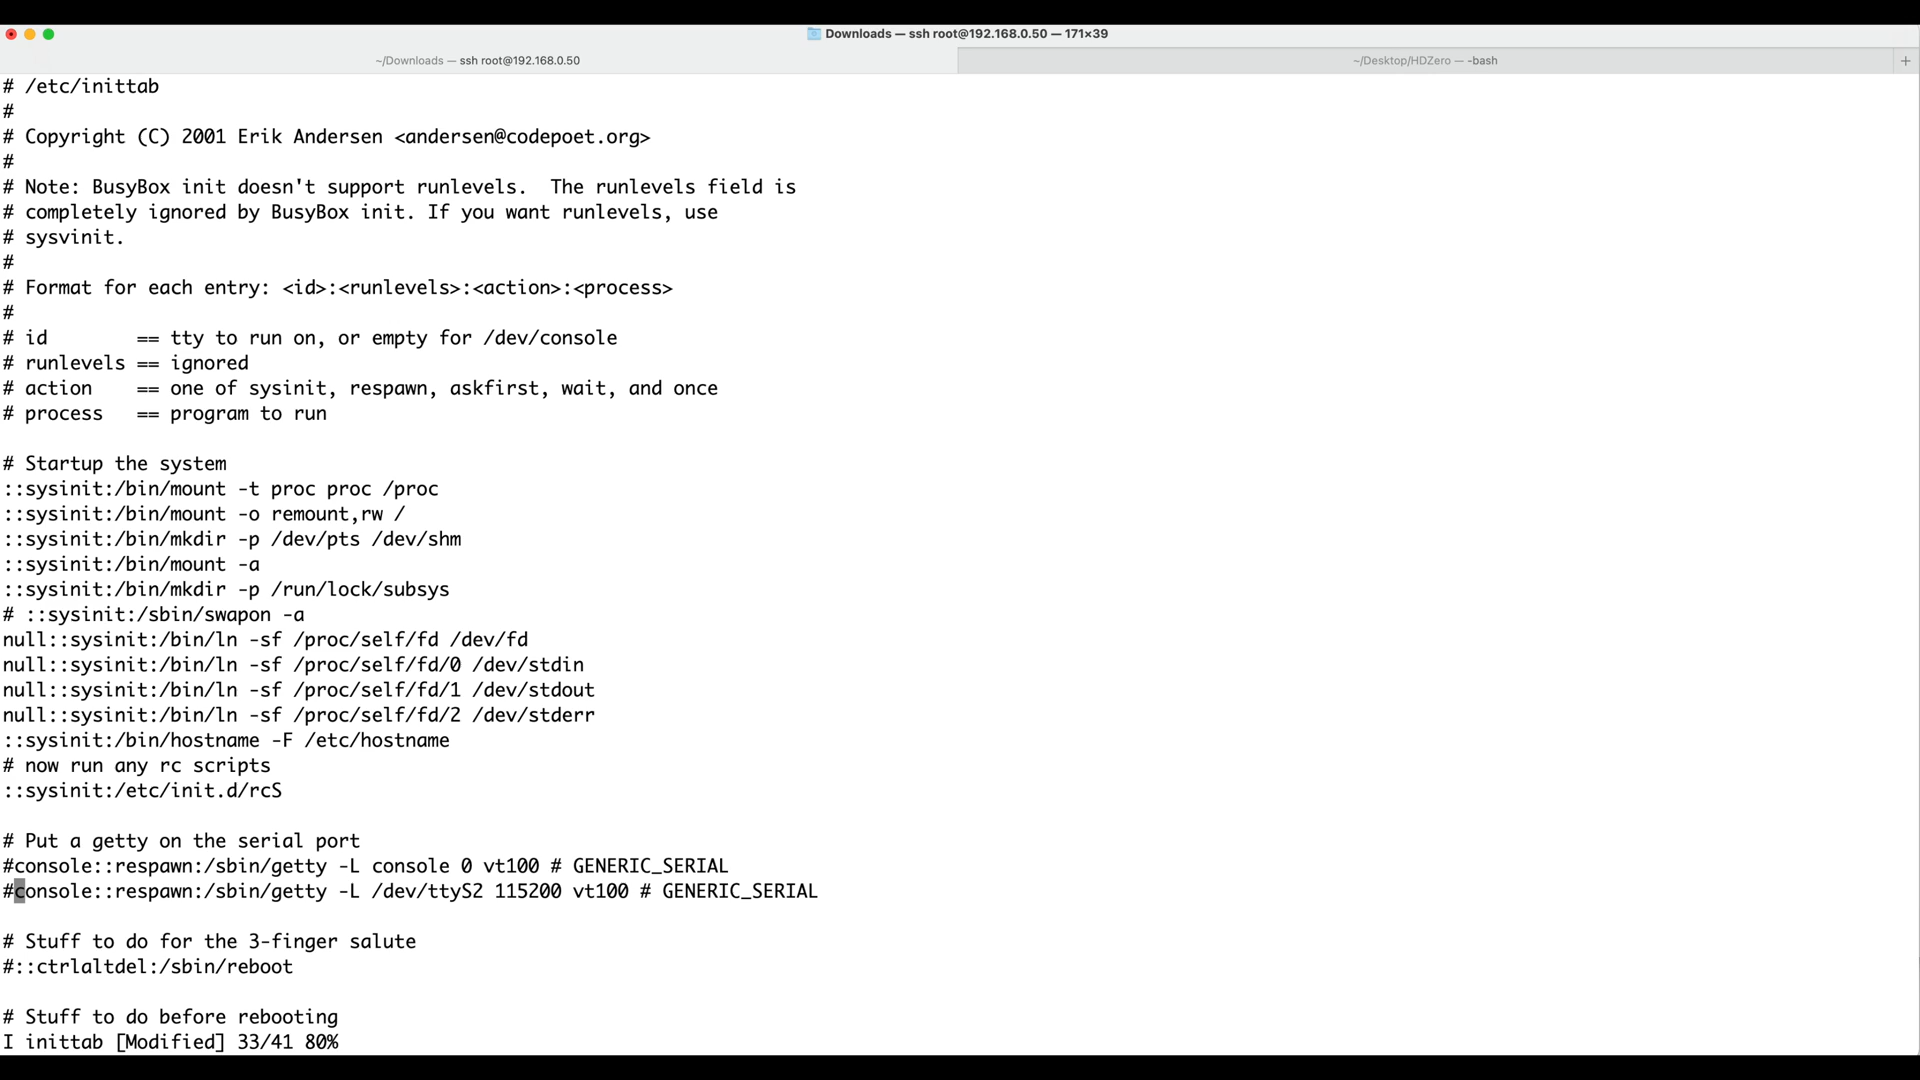 Downloads — ssh root@192.168.0.50 — 171×39
~/Downloads — ssh root@192.168.0.50
~/Desktop/HDZero — -bash
+
# /etc/inittab
#
# Copyright (C) 2001 Erik Andersen <andersen@codepoet.org>
#
# Note: BusyBox init doesn't support runlevels.  The runlevels field is
# completely ignored by BusyBox init. If you want runlevels, use
# sysvinit.
#
# Format for each entry: <id>:<runlevels>:<action>:<process>
#
# id        == tty to run on, or empty for /dev/console
# runlevels == ignored
# action    == one of sysinit, respawn, askfirst, wait, and once
# process   == program to run
# Startup the system
::sysinit:/bin/mount -t proc proc /proc
::sysinit:/bin/mount -o remount,rw /
::sysinit:/bin/mkdir -p /dev/pts /dev/shm
::sysinit:/bin/mount -a
::sysinit:/bin/mkdir -p /run/lock/subsys
# ::sysinit:/sbin/swapon -a
null::sysinit:/bin/ln -sf /proc/self/fd /dev/fd
null::sysinit:/bin/ln -sf /proc/self/fd/0 /dev/stdin
null::sysinit:/bin/ln -sf /proc/self/fd/1 /dev/stdout
null::sysinit:/bin/ln -sf /proc/self/fd/2 /dev/stderr
::sysinit:/bin/hostname -F /etc/hostname
# now run any rc scripts
::sysinit:/etc/init.d/rcS
# Put a getty on the serial port
#console::respawn:/sbin/getty -L console 0 vt100 # GENERIC_SERIAL
#console::respawn:/sbin/getty -L /dev/ttyS2 115200 vt100 # GENERIC_SERIAL
# Stuff to do for the 3-finger salute
#::ctrlaltdel:/sbin/reboot
# Stuff to do before rebooting
I inittab [Modified] 33/41 80%